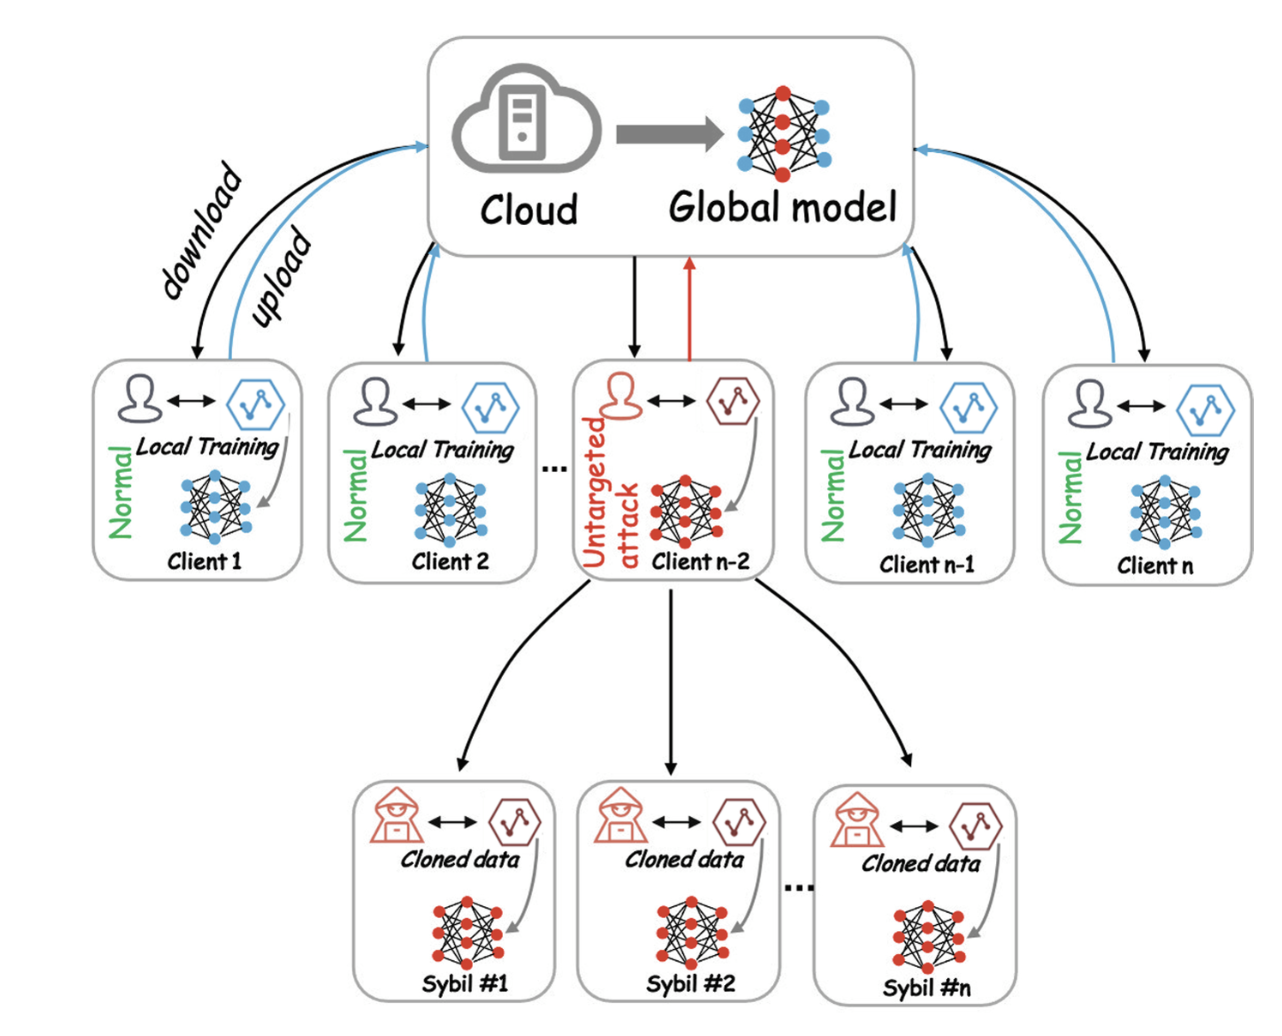 Cloud
Global model
download
upload
Local Training
Normal
Client 1
Local Training
Normal
Client 2
...
Untargeted
attack
Client n-2
Local Training
Normal
Client n-1
Local Training
Normal
Client n
Cloned data
Sybil #1
Cloned data
Sybil #2
...
Cloned data
Sybil #n